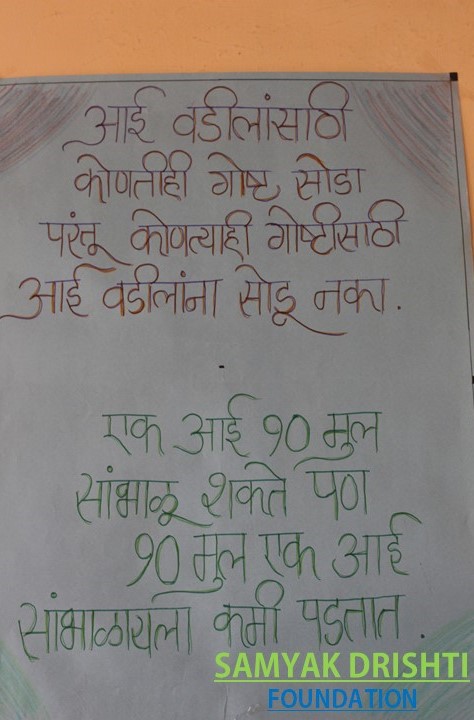 आई वडीलांसाठी
कोणतीही गोष्ट सोडा
परंतू कोणत्याही गोष्टीसाठी
आई वडीलांना सोडू नका.
एक आई १० मुल
सांभाळू शकते पण
१० मुल एक आई
सांभाळायला कमी पडतात.
SAMYAK DRISHTI
FOUNDATION